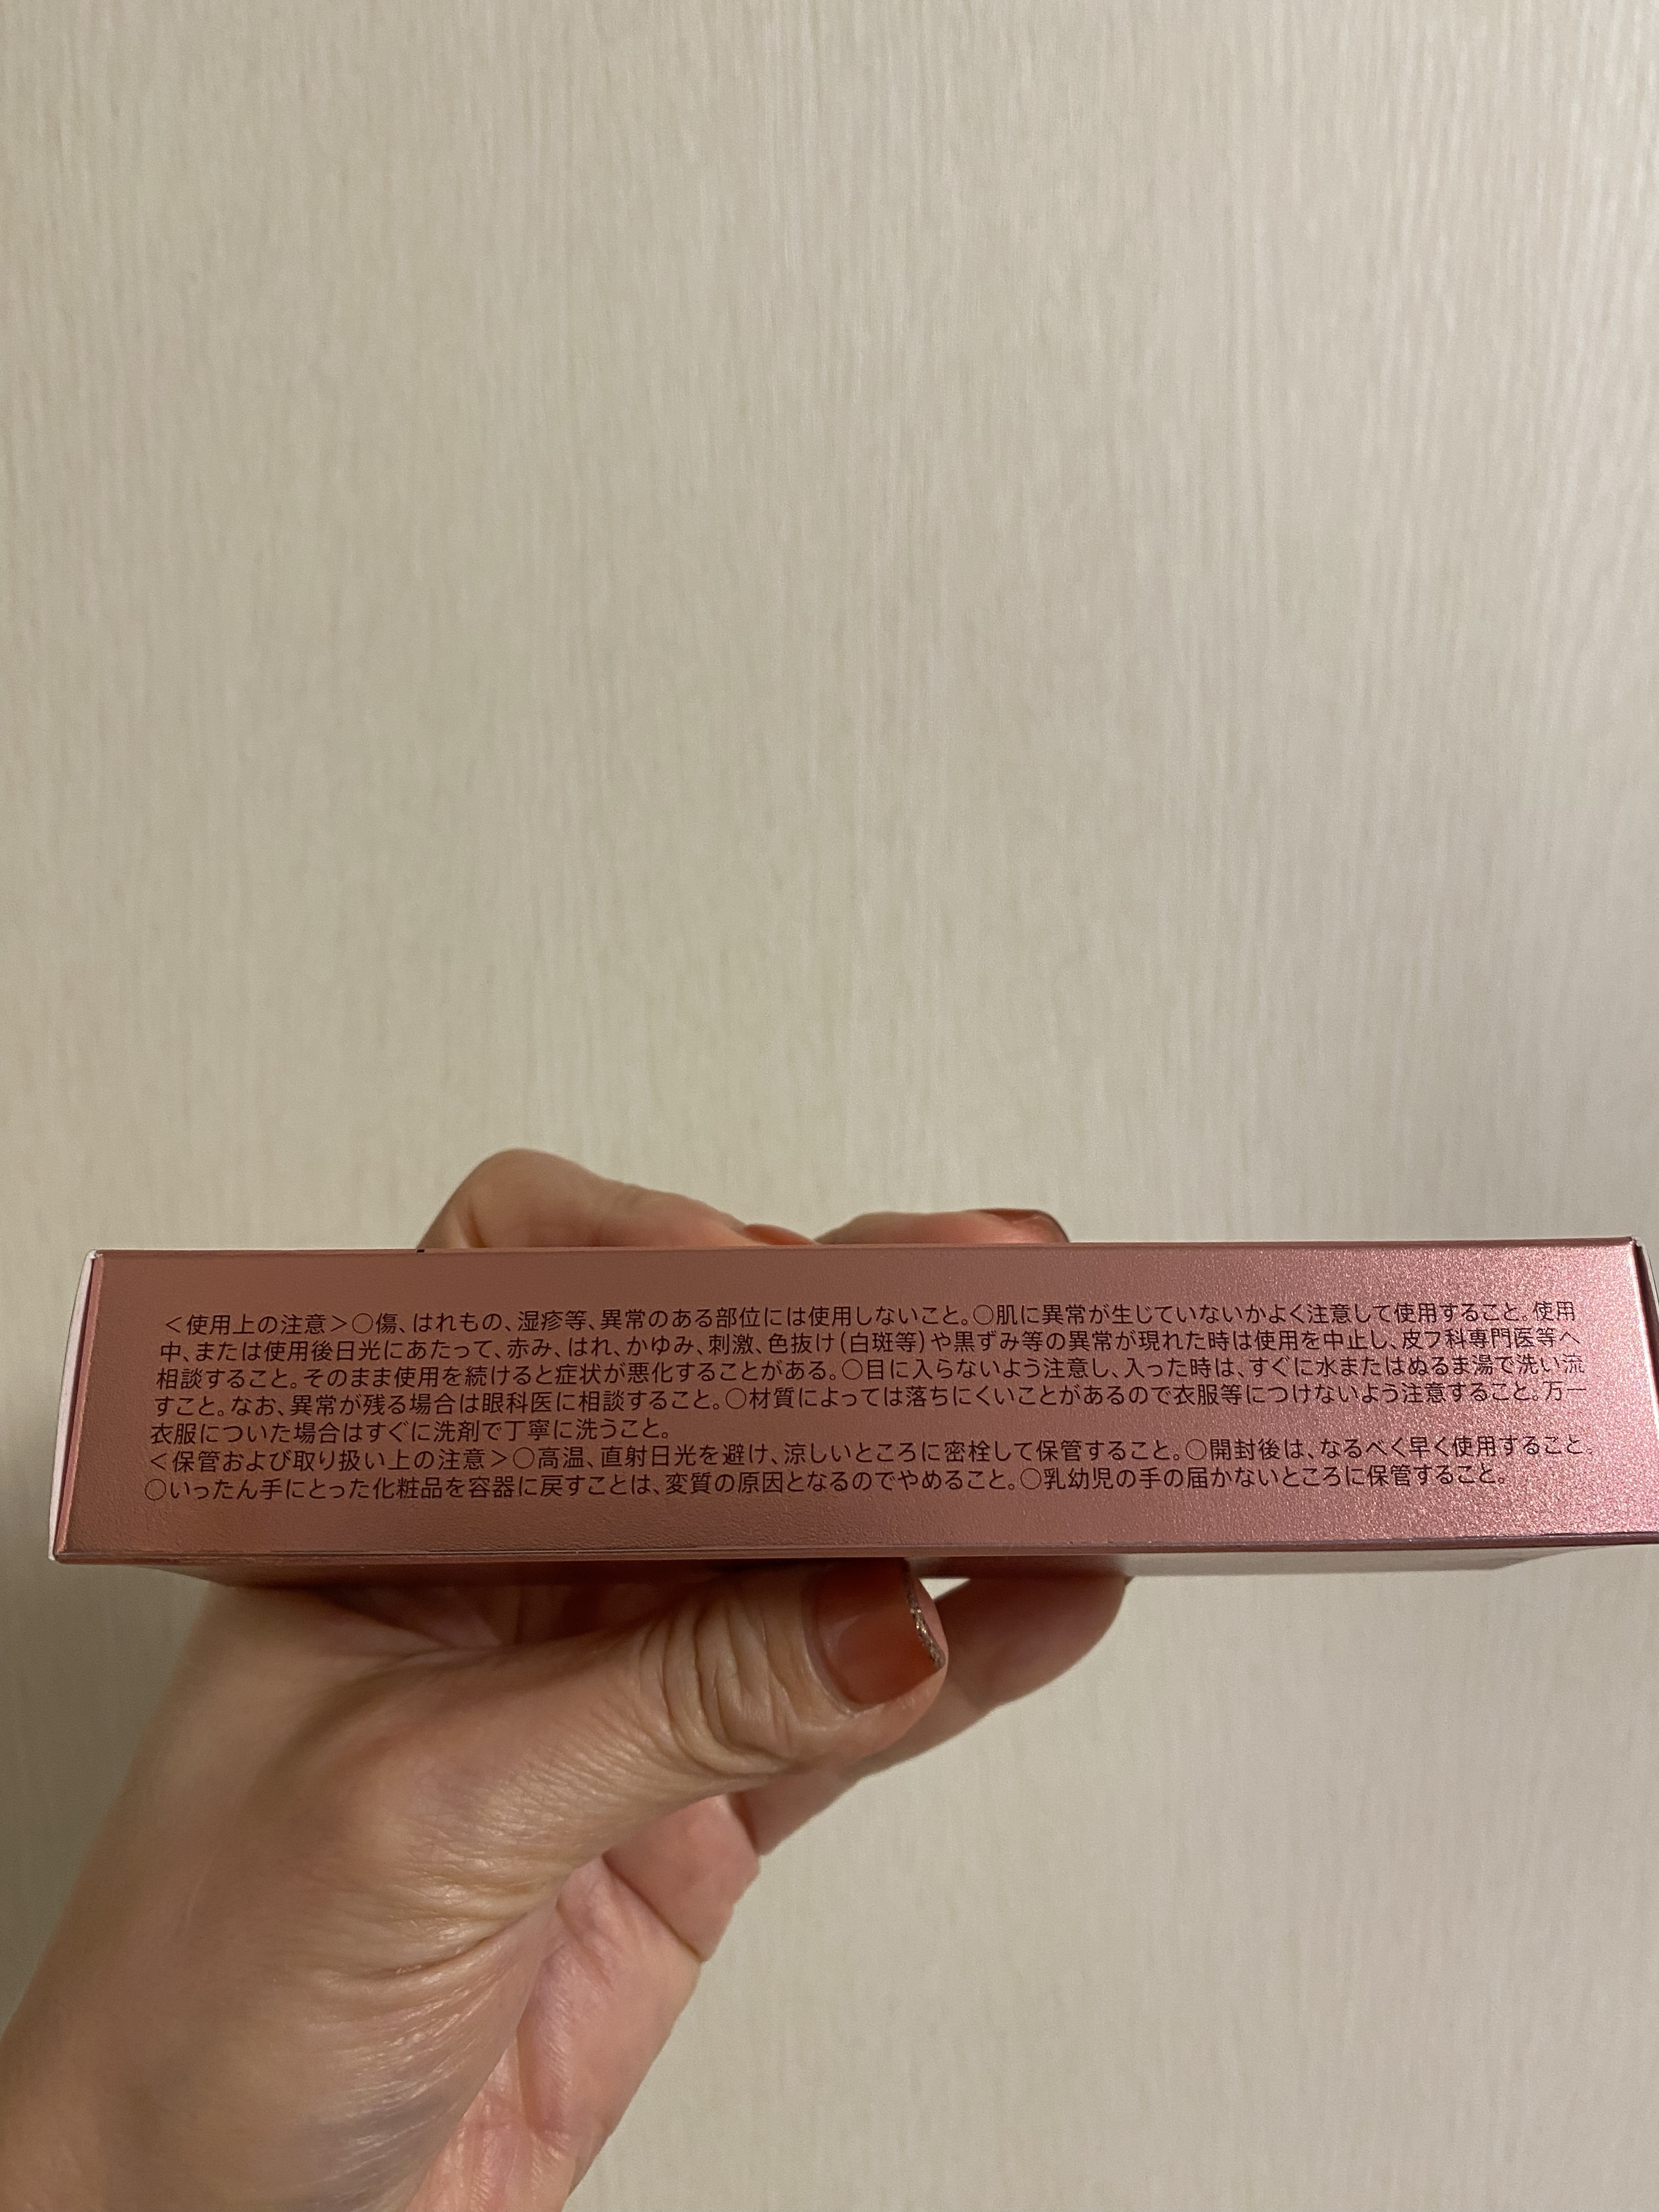 ＜使用上の注意＞○傷、はれもの、湿疹等、異常のある部位には使用しないこと。○肌に異常が生じていないかよく注意して使用すること。使用
中、または使用後日光にあたって、赤み、はれ、かゆみ、刺激、色抜け（白斑等）や黒ずみ等の異常が現れた時は使用を中止し、皮フ科専門医等へ
相談すること。そのまま使用を続けると症状が悪化することがある。○目に入らないよう注意し、入った時は、すぐに水またはぬるま湯で洗い流
すこと。なお、異常が残る場合は眼科医に相談すること。○材質によっては落ちにくいことがあるので衣服等につけないよう注意すること。万一
衣服についた場合はすぐに洗剤で丁寧に洗うこと。
＜保管および取り扱い上の注意＞○高温、直射日光を避け、涼しいところに密栓して保管すること。○開封後は、なるべく早く使用すること。
○いったん手にとった化粧品を容器に戻すことは、変質の原因となるのでやめること。○乳幼児の手の届かないところに保管すること。